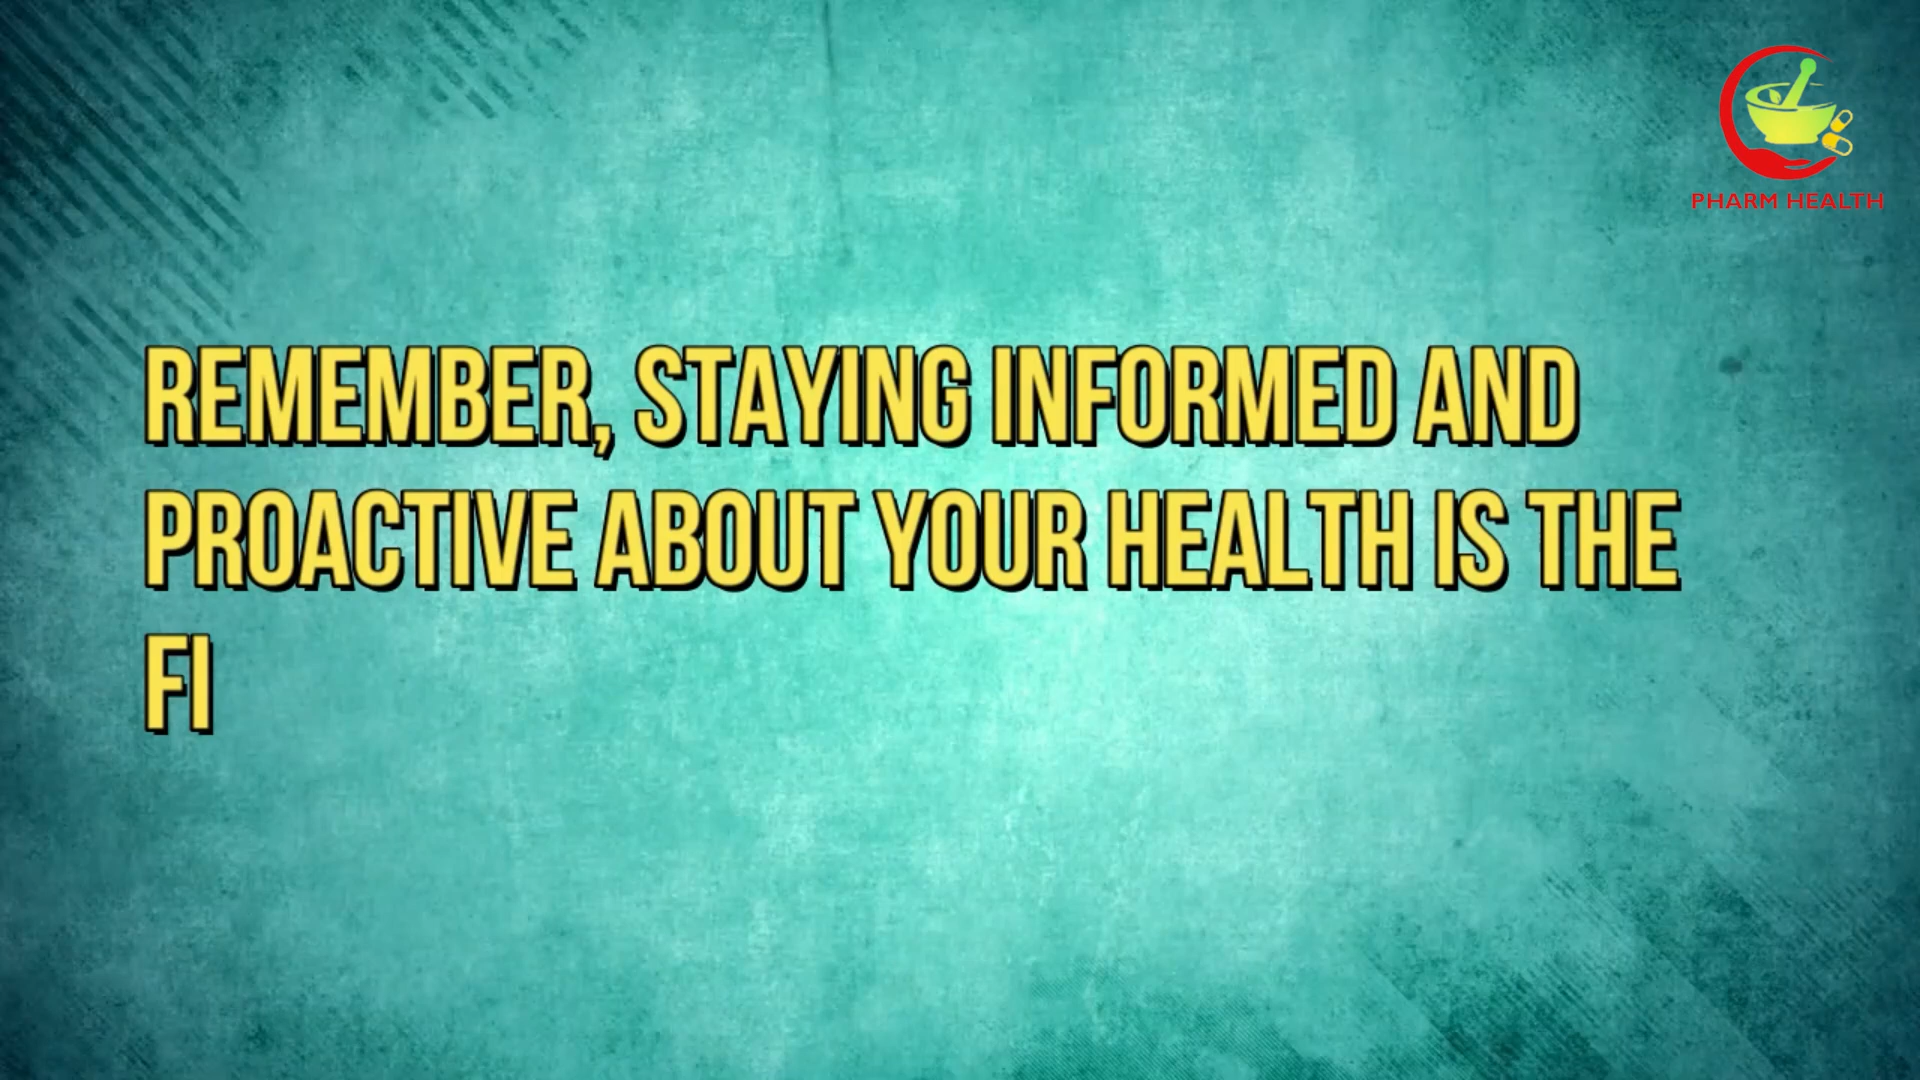 PHARM HEALTH
REMEMBER, STAYING INFORMED AND
PROACTIVE ABOUT YOUR HEALTH IS THE
FI